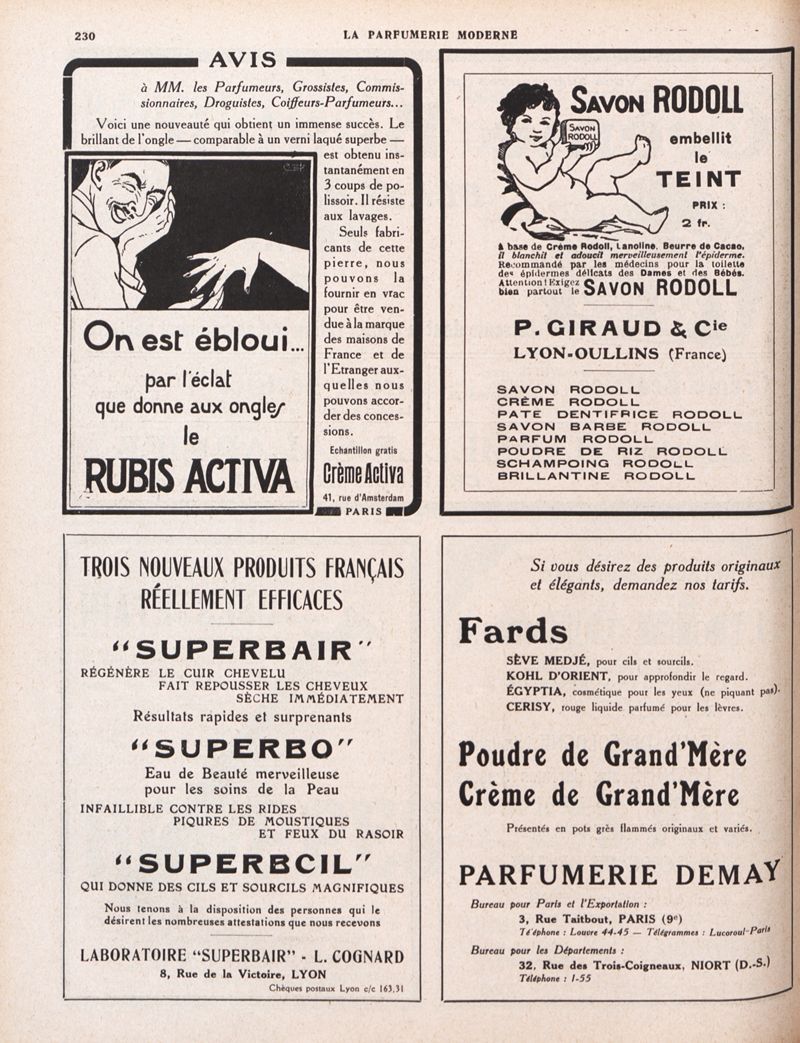 230
LA PARFUMERIE MODERNE
AVIS
à MM. les Parfumeurs, Grossistes, Commis-
sionnaires, Droguistes, Coiffeurs-Parfumeurs...
Voici une nouveauté qui obtient un immense succès. Le
brillant de l'ongle — comparable à un verni laqué superbe —
est obtenu ins-
tantanément en
3 coups de po-
lissoir. Il résiste
aux lavages.
Seuls fabri-
cants de cette
pierre, nous
pouvons la
fournir en vrac
pour être ven-
due à la marque
des maisons de
France et de
l'Etranger aux-
quelles nous
pouvons accor-
der des conces-
sions.
Echantillon gratis
Crème Activa
41, rue d'Amsterdam
PARIS
On est ébloui...
par l'éclat
que donne aux ongles
le
RUBIS ACTIVA
SAVON RODOLL
SAVON
RODOLL
embellit
le
TEINT
PRIX :
2 fr.
à base de Crème Rodoll, Lanoline, Beurre de Cacao,
il blanchit et adoucit merveilleusement l'épiderme.
Recommandé par les médecins pour la toilette
des épidermes délicats des Dames et des Bébés.
Attention! Exigez
bien partout le SAVON RODOLL
P. GIRAUD & Cie
LYON-OULLINS (France)
SAVON RODOLL
CRÈME RODOLL
PATE DENTIFRICE RODOLL
SAVON BARBE RODOLL
PARFUM RODOLL
POUDRE DE RIZ RODOLL
SCHAMPOING RODOLL
BRILLANTINE RODOLL
TROIS NOUVEAUX PRODUITS FRANÇAIS
RÉELLEMENT EFFICACES
"SUPERBAIR"
RÉGÉNÈRE LE CUIR CHEVELU
FAIT REPOUSSER LES CHEVEUX
SÈCHE IMMÉDIATEMENT
Résultats rapides et surprenants
"SUPERBO"
Eau de Beauté merveilleuse
pour les soins de la Peau
INFAILLIBLE CONTRE LES RIDES
PIQURES DE MOUSTIQUES
ET FEUX DU RASOIR
"SUPERBCIL"
QUI DONNE DES CILS ET SOURCILS MAGNIFIQUES
Nous tenons à la disposition des personnes qui le
désirent les nombreuses attestations que nous recevons
LABORATOIRE "SUPERBAIR" - L. COGNARD
8, Rue de la Victoire, LYON
Chèques postaux Lyon c/c 163,31
Si vous désirez des produits originaux
et élégants, demandez nos tarifs.
Fards
SÈVE MEDJÉ, pour cils et sourcils.
KOHL D'ORIENT, pour approfondir le regard.
ÉGYPTIA, cosmétique pour les yeux (ne piquant pas).
CERISY, rouge liquide parfumé pour les lèvres.
Poudre de Grand'Mère
Crème de Grand'Mère
Présentés en pots grès flammés originaux et variés.
PARFUMERIE DEMAY
Bureau pour Paris et l'Exportation :
3, Rue Taitbout, PARIS (9e)
Téléphone : Louvre 44-45 — Télégrammes : Lucoroul-Paris
Bureau pour les Départements :
32, Rue des Trois-Coigneaux, NIORT (D.-S.)
Téléphone : 1-55